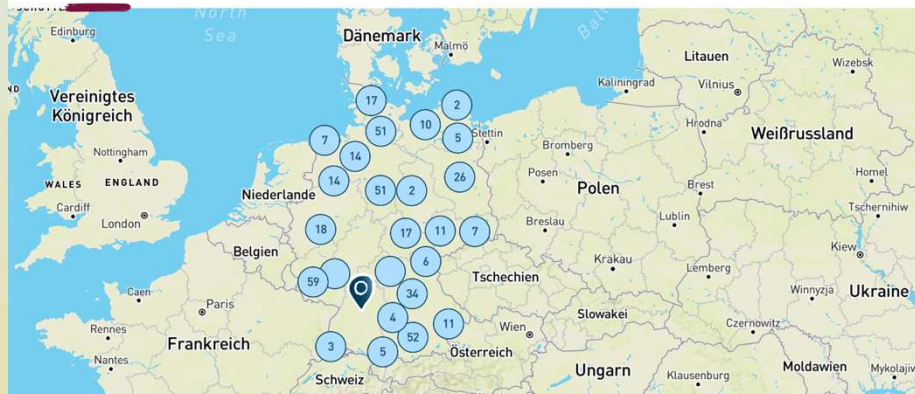 North
Sea
Edinburg
Dänemark
Malmö
Litauen
Wizebsk
Kaliningrad
Vilnius
Vereinigtes
Königreich
17
2
10
51
5
7
Stettin
Hrodna
Weißrussland
Nottingham
14
Bromberg
Homel
WALES
ENGLAND
Niederlande
14
51
2
26
Posen
Polen
Brest
Tschernihiw
Cardiff
London
18
17
11
7
Breslau
Lublin
Kiew
Belgien
6
Krakau
Lemberg
Tschechien
Winnyzja
Ukraine
59
34
Caen
Paris
Slowakei
Czernowitz
Rennes
4
11
Wien
Frankreich
52
Österreich
Nantes
3
5
Ungarn
Moldawien
Schweiz
Klausenburg
Mykolajiw